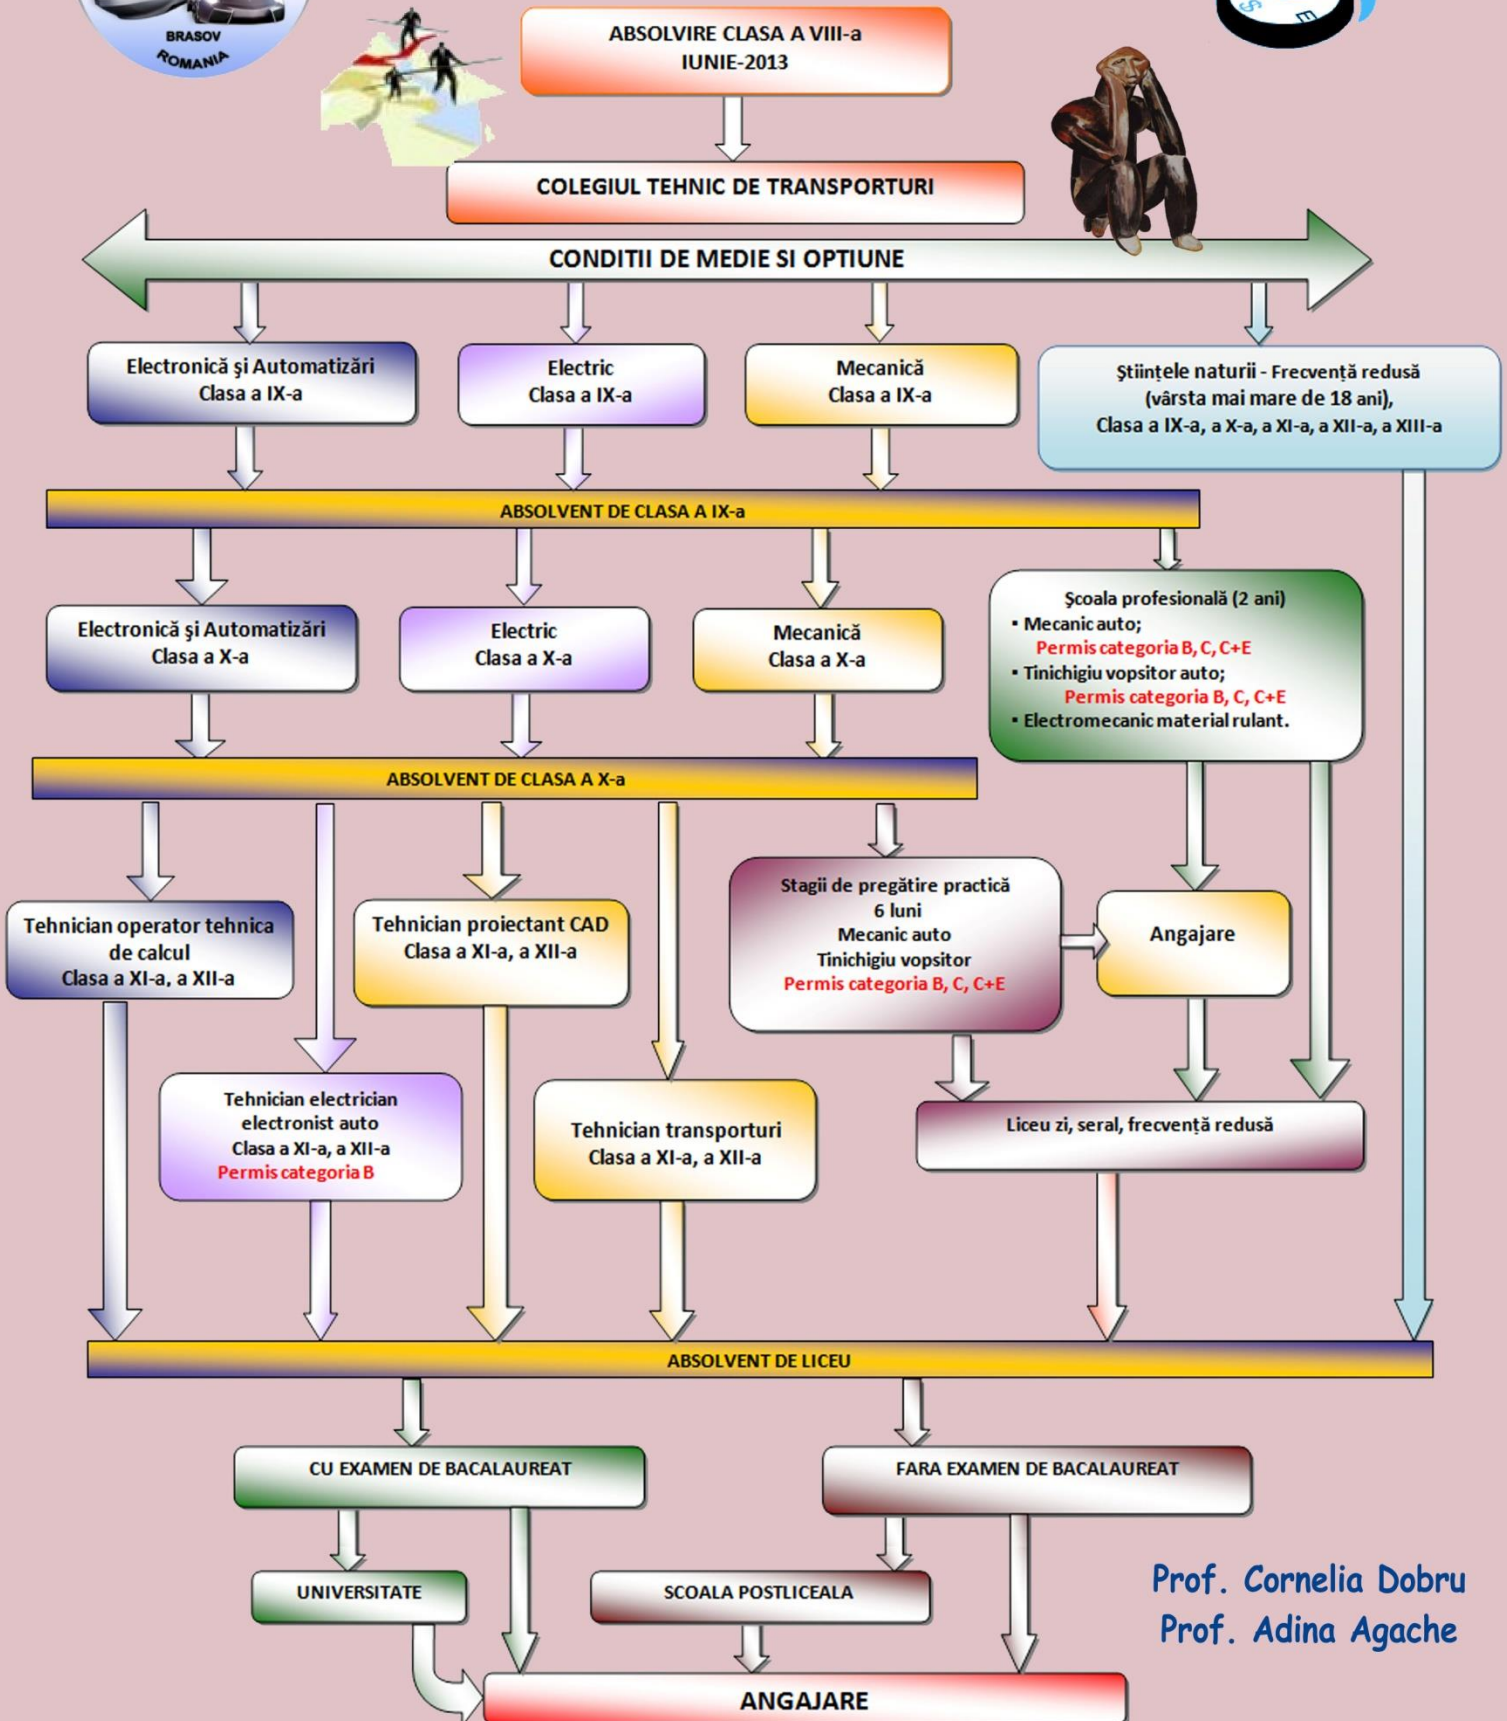 BRASOV
ROMANIA
S
E
ABSOLVIRE CLASA A VIII-a
IUNIE-2013
COLEGIUL TEHNIC DE TRANSPORTURI
CONDITII DE MEDIE SI OPTIUNE
Electronică şi Automatizări
Clasa a IX-a
Electric
Clasa a IX-a
Mecanică
Clasa a IX-a
Ştiinţele naturii - Frecvenţă redusă
(vârsta mai mare de 18 ani),
Clasa a IX-a, a X-a, a XI-a, a XII-a, a XIII-a
ABSOLVENT DE CLASA A IX-a
Electronică şi Automatizări
Clasa a X-a
Electric
Clasa a X-a
Mecanică
Clasa a X-a
Şcoala profesională (2 ani)
▪ Mecanic auto;
Permis categoria B, C, C+E
▪ Tinichigiu vopsitor auto;
Permis categoria B, C, C+E
▪ Electromecanic material rulant.
ABSOLVENT DE CLASA A X-a
Tehnician operator tehnica
de calcul
Clasa a XI-a, a XII-a
Tehnician proiectant CAD
Clasa a XI-a, a XII-a
Stagii de pregătire practică
6 luni
Mecanic auto
Tinichigiu vopsitor
Permis categoria B, C, C+E
Angajare
Tehnician electrician
electronist auto
Clasa a XI-a, a XII-a
Permis categoria B
Tehnician transporturi
Clasa a XI-a, a XII-a
Liceu zi, seral, frecvenţă redusă
ABSOLVENT DE LICEU
CU EXAMEN DE BACALAUREAT
FARA EXAMEN DE BACALAUREAT
UNIVERSITATE
SCOALA POSTLICEALA
Prof. Cornelia Dobru
Prof. Adina Agache
ANGAJARE